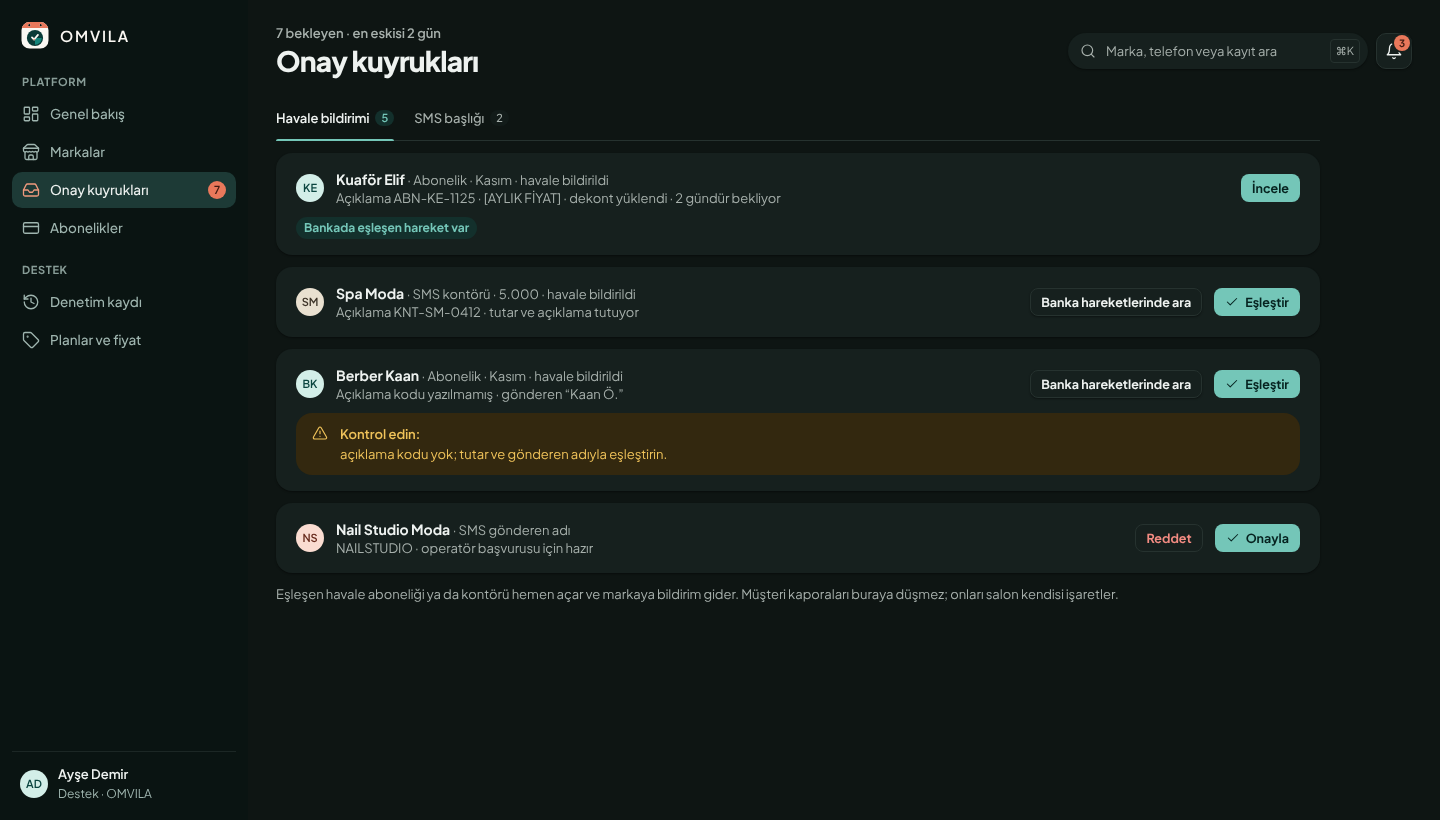 OMVILA
PLATFORM
Genel bakış
Markalar
Onay kuyrukları 7
Abonelikler
DESTEK
Denetim kaydı
Planlar ve fiyat
AD
Ayşe Demir
Destek · OMVILA
7 bekleyen · en eskisi 2 gün
Onay kuyrukları
Marka, telefon veya kayıt ara ⌘K
3
Havale bildirimi 5 SMS başlığı 2
KE
Kuaför Elif · Abonelik · Kasım · havale bildirildi
Açıklama ABN-KE-1125 · [AYLIK FİYAT] · dekont yüklendi · 2 gündür bekliyor
İncele
Bankada eşleşen hareket var
SM
Spa Moda · SMS kontörü · 5.000 · havale bildirildi
Açıklama KNT-SM-0412 · tutar ve açıklama tutuyor
Banka hareketlerinde ara Eşleştir
BK
Berber Kaan · Abonelik · Kasım · havale bildirildi
Açıklama kodu yazılmamış · gönderen “Kaan Ö.”
Banka hareketlerinde ara Eşleştir
Kontrol edin:
açıklama kodu yok; tutar ve gönderen adıyla eşleştirin.
NS
Nail Studio Moda · SMS gönderen adı
NAILSTUDIO · operatör başvurusu için hazır
Reddet Onayla
Eşleşen havale aboneliği ya da kontörü hemen açar ve markaya bildirim gider. Müşteri kaporaları buraya düşmez; onları salon kendisi işaretler.